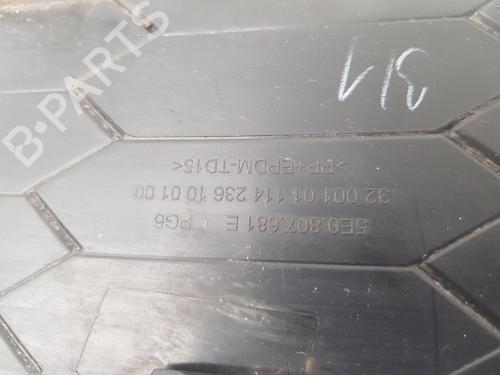 5E0.807.681 E PG6
32 001 01 114 236 10 01 00
>PP+EPDM-TD15<
B-PARTS